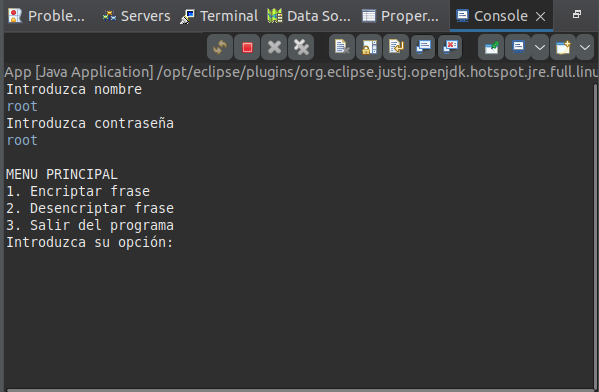 Proble... Servers Terminal Data So... Proper... Console
App [Java Application] /opt/eclipse/plugins/org.eclipse.justj.openjdk.hotspot.jre.full.linu
Introduzca nombre
root
Introduzca contraseña
root
MENU PRINCIPAL
1. Encriptar frase
2. Desencriptar frase
3. Salir del programa
Introduzca su opción: